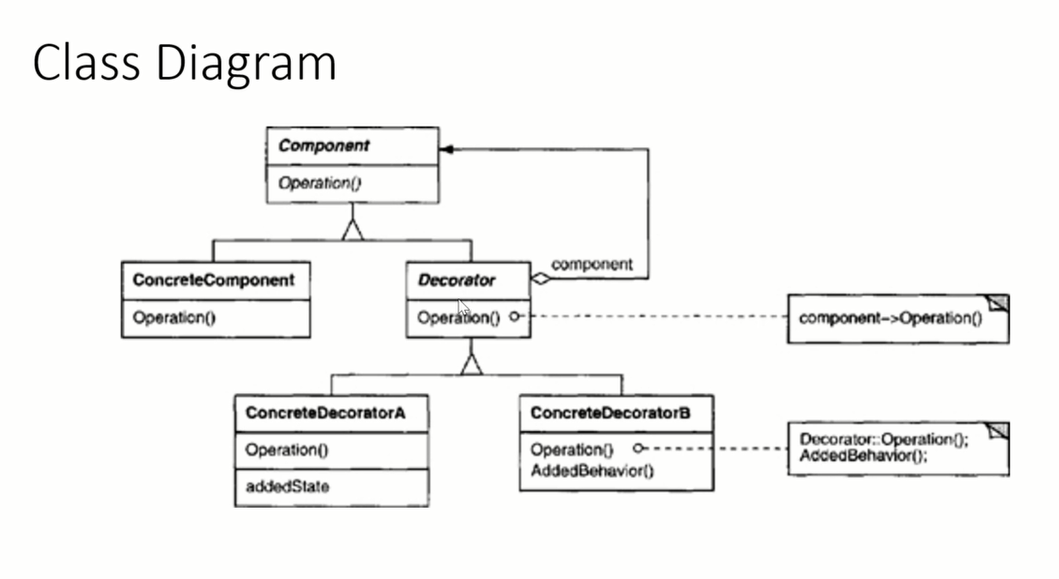 Class Diagram
Component
Operation()
component
ConcreteComponent
Operation()
Decorator
Operation()
component->Operation()
ConcreteDecoratorA
Operation()
addedState
ConcreteDecoratorB
Operation()
AddedBehavior()
Decorator::Operation();
AddedBehavior();